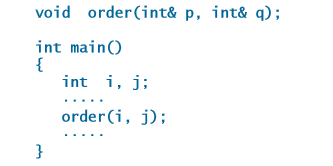 void  order(int& p, int& q);
int main()
{
int  i, j;
.....
order(i, j);
.....
}